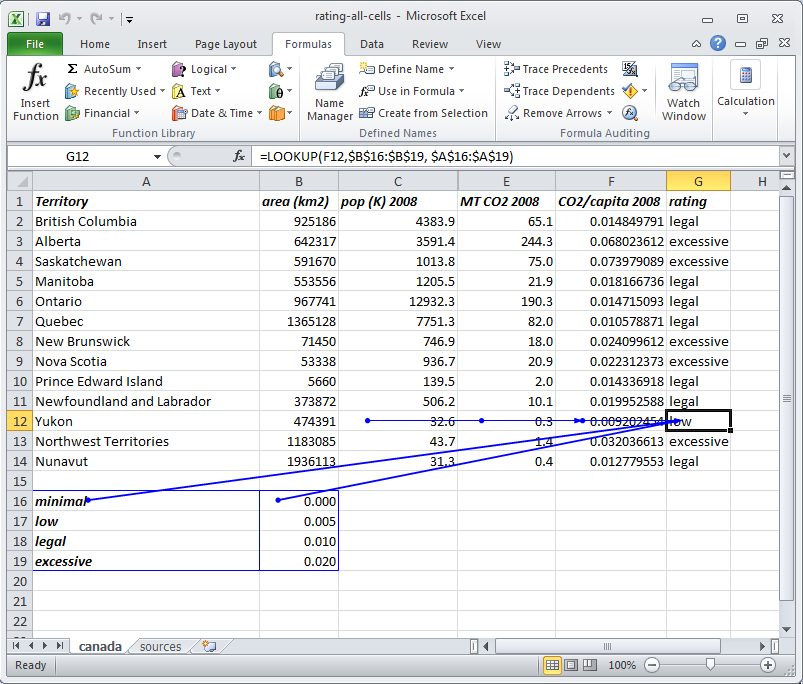 rating-all-cells - Microsoft Excel
File Home Insert Page Layout Formulas Data Review View
Insert Function
Σ AutoSum
Recently Used
Financial
Logical
Text
Date & Time
Function Library
Name Manager
Define Name
Use in Formula
Create from Selection
Defined Names
Trace Precedents
Trace Dependents
Remove Arrows
Formula Auditing
Watch Window
Calculation
G12 fx =LOOKUP(F12,$B$16:$B$19, $A$16:$A$19)
A B C D E F G H
1 Territory area (km2) pop (K) 2008 MT CO2 2008 CO2/capita 2008 rating
2 British Columbia 925186 4383.9 65.1 0.014849791 legal
3 Alberta 642317 3591.4 244.3 0.068023612 excessive
4 Saskatchewan 591670 1013.8 75.0 0.073979089 excessive
5 Manitoba 553556 1205.5 21.9 0.018166736 legal
6 Ontario 967741 12932.3 190.3 0.014715093 legal
7 Quebec 1365128 7751.3 82.0 0.010578871 legal
8 New Brunswick 71450 746.9 18.0 0.024099612 excessive
9 Nova Scotia 53338 936.7 20.9 0.022312373 excessive
10 Prince Edward Island 5660 139.5 2.0 0.014336918 legal
11 Newfoundland and Labrador 373872 506.2 10.1 0.019952588 legal
12 Yukon 474391 32.6 0.3 0.009202454 low
13 Northwest Territories 1183085 43.7 1.4 0.032036613 excessive
14 Nunavut 1936113 31.3 0.4 0.012779553 legal
15
16 minimal 0.000
17 low 0.005
18 legal 0.010
19 excessive 0.020
20
21
22
canada sources
Ready 100%